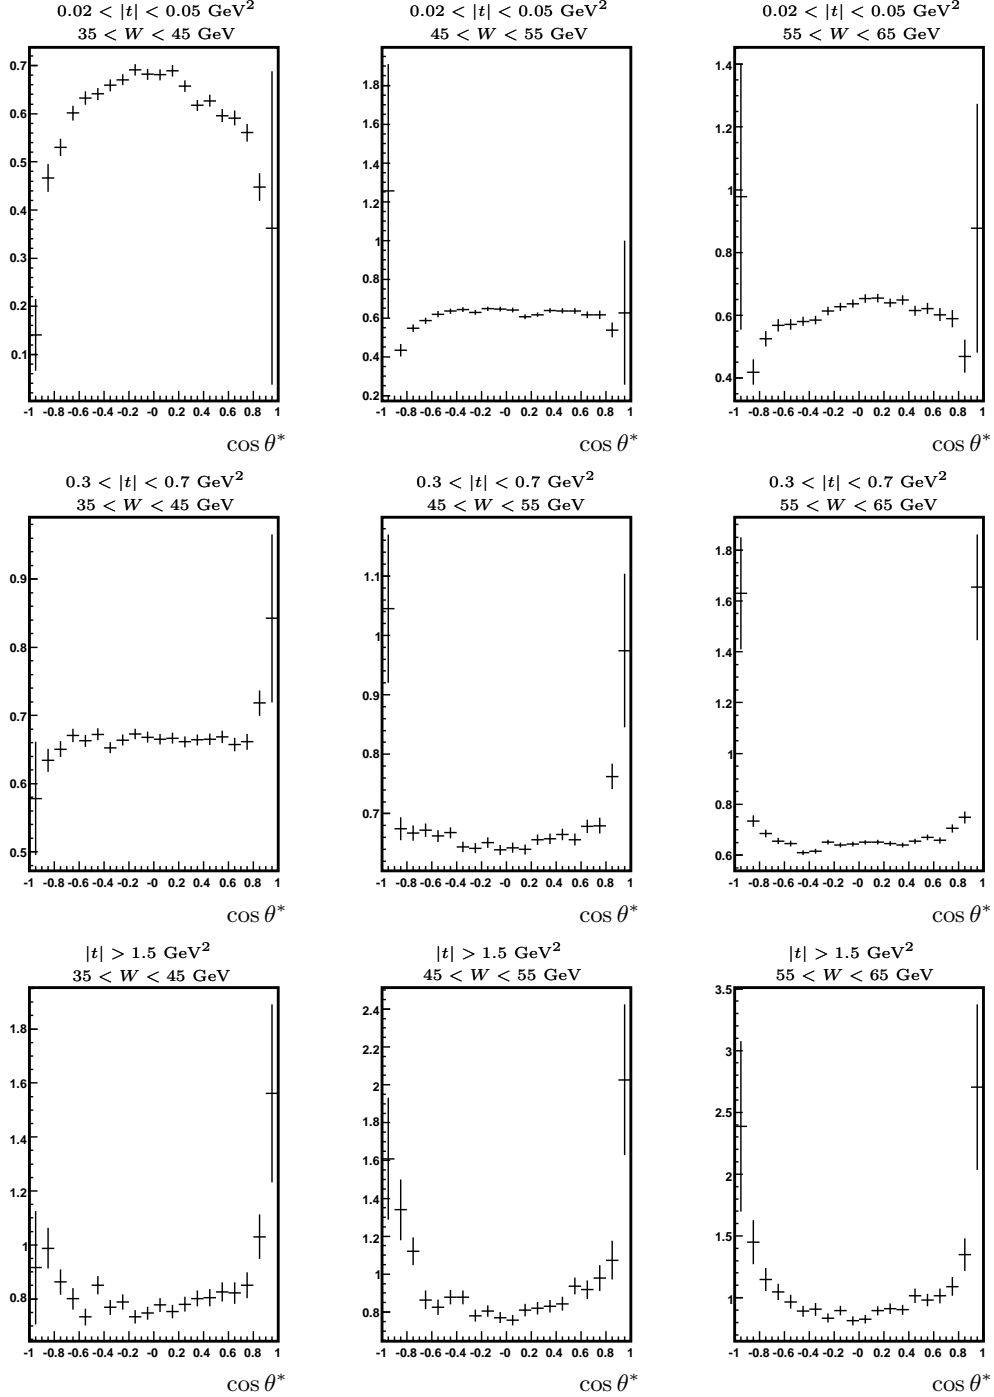 0.02 < |t| < 0.05 GeV²
35 < W < 45 GeV
0.7
0.6
0.5
0.4
0.3
0.2
0.1
-1 -0.8 -0.6 -0.4 -0.2 -0 0.2 0.4 0.6 0.8 1
cos θ*
0.02 < |t| < 0.05 GeV²
45 < W < 55 GeV
1.8
1.6
1.4
1.2
1
0.8
0.6
0.4
0.2
-1 -0.8 -0.6 -0.4 -0.2 -0 0.2 0.4 0.6 0.8 1
cos θ*
0.02 < |t| < 0.05 GeV²
55 < W < 65 GeV
1.4
1.2
1
0.8
0.6
0.4
-1 -0.8 -0.6 -0.4 -0.2 -0 0.2 0.4 0.6 0.8 1
cos θ*
0.3 < |t| < 0.7 GeV²
35 < W < 45 GeV
0.9
0.8
0.7
0.6
0.5
-1 -0.8 -0.6 -0.4 -0.2 -0 0.2 0.4 0.6 0.8 1
cos θ*
0.3 < |t| < 0.7 GeV²
45 < W < 55 GeV
1.1
1
0.9
0.8
0.7
-1 -0.8 -0.6 -0.4 -0.2 -0 0.2 0.4 0.6 0.8 1
cos θ*
0.3 < |t| < 0.7 GeV²
55 < W < 65 GeV
1.8
1.6
1.4
1.2
1
0.8
0.6
-1 -0.8 -0.6 -0.4 -0.2 -0 0.2 0.4 0.6 0.8 1
cos θ*
|t| > 1.5 GeV²
35 < W < 45 GeV
1.8
1.6
1.4
1.2
1
0.8
-1 -0.8 -0.6 -0.4 -0.2 -0 0.2 0.4 0.6 0.8 1
cos θ*
|t| > 1.5 GeV²
45 < W < 55 GeV
2.4
2.2
2
1.8
1.6
1.4
1.2
1
0.8
-1 -0.8 -0.6 -0.4 -0.2 -0 0.2 0.4 0.6 0.8 1
cos θ*
|t| > 1.5 GeV²
55 < W < 65 GeV
3.5
3
2.5
2
1.5
1
-1 -0.8 -0.6 -0.4 -0.2 -0 0.2 0.4 0.6 0.8 1
cos θ*